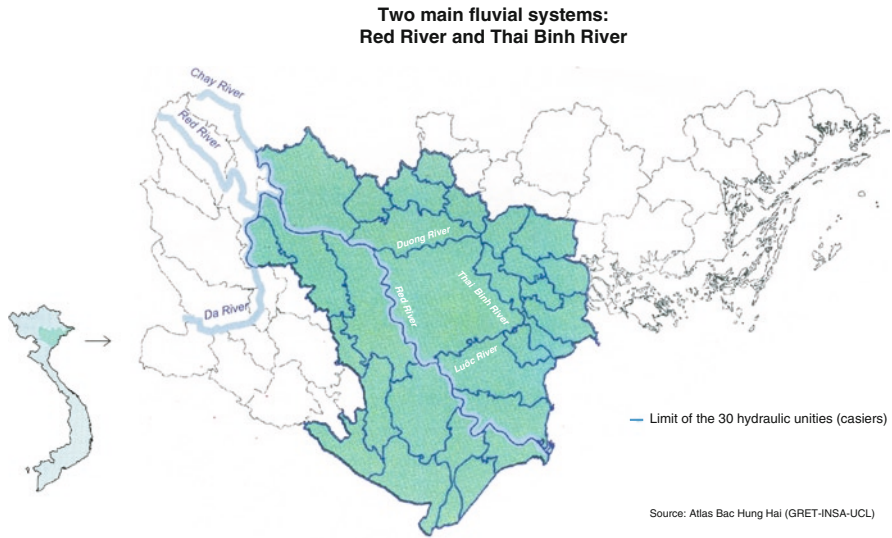 Two main fluvial systems:
Red River and Thai Binh River
Chay River
Red River
Duong River
Thai Binh River
Red River
Da River
Luôc River
Limit of the 30 hydraulic unities (casiers)
Source: Atlas Bac Hung Hai (GRET-INSA-UCL)